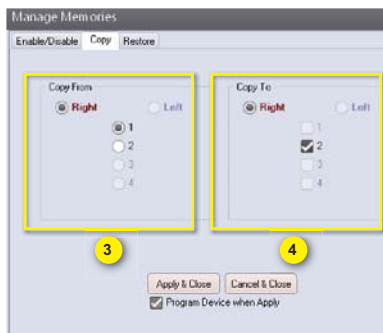 Manage Memories
Enable/Disable Copy Restore
Copy From Copy To
Right Left Right Left
1 1
2 2
3 3
4 4
3 4
Apply & Close Cancel & Close
Program Device when Apply